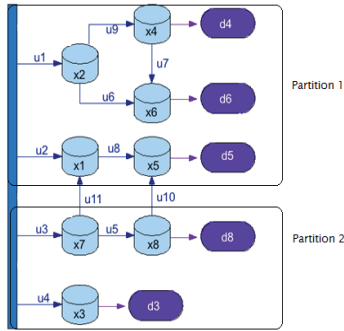 u9
x4
d4
u1
x2
u7
Partition 1
u6
x6
d6
u2
u8
x1
x5
d5
u11
u10
u3
u5
x7
x8
d8
Partition 2
u4
x3
d3